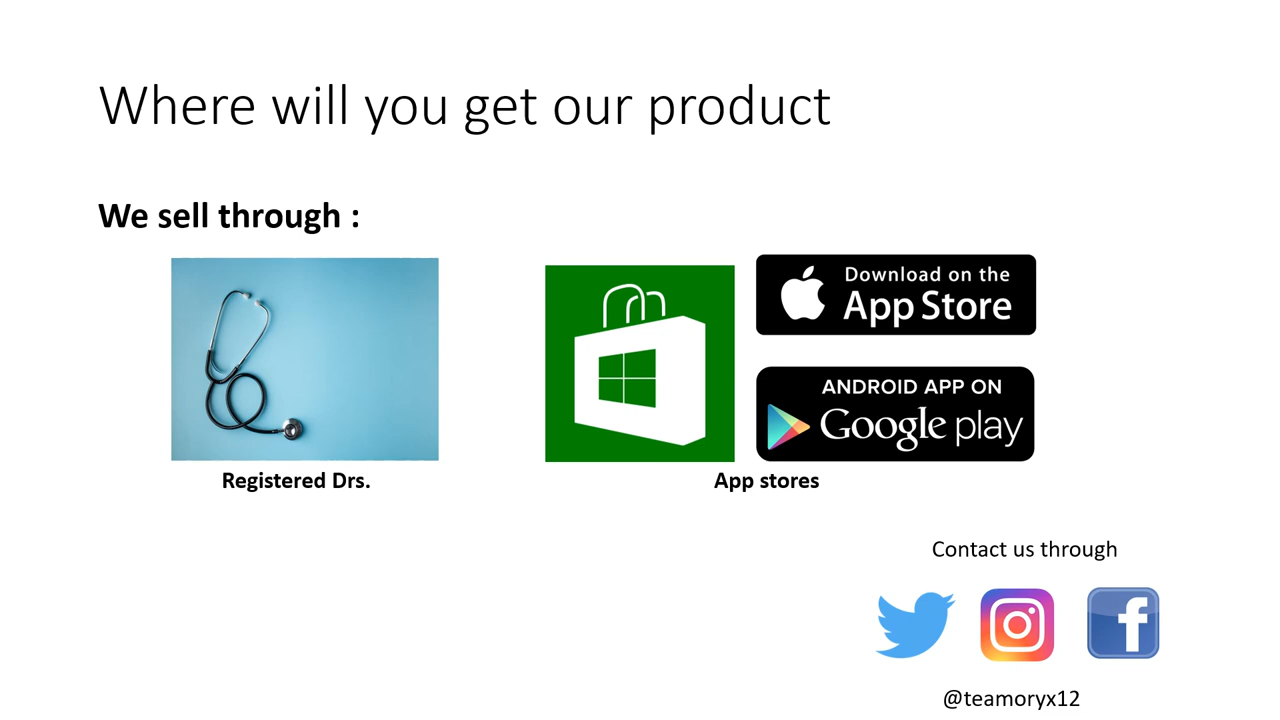 Where will you get our product
We sell through :
Download on the
App Store
ANDROID APP ON
Google play
Registered Drs.
App stores
Contact us through
@teamoryx12